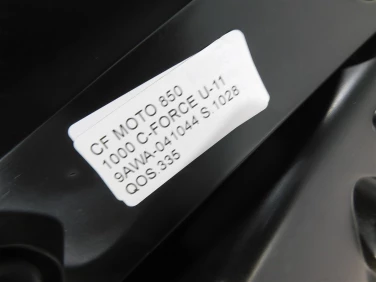 CF MOTO 850
1000 C-FORCE U-11
9AWA-041044 S.1028
QOS.335